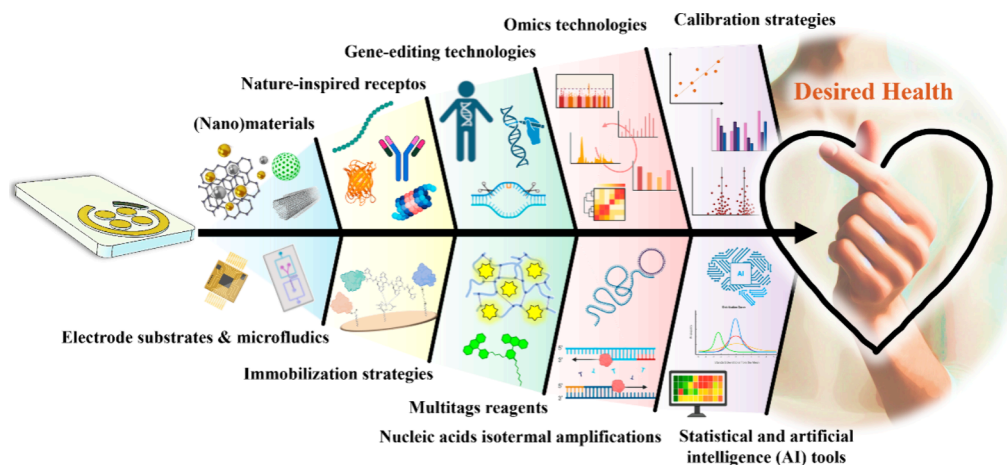 Omics technologies
Calibration strategies
Gene-editing technologies
Nature-inspired receptos
(Nano)materials
Desired Health
AI
Electrode substrates & microfludics
Immobilization strategies
Multitags reagents
Nucleic acids isotermal amplifications
Statistical and artificial
intelligence (AI) tools